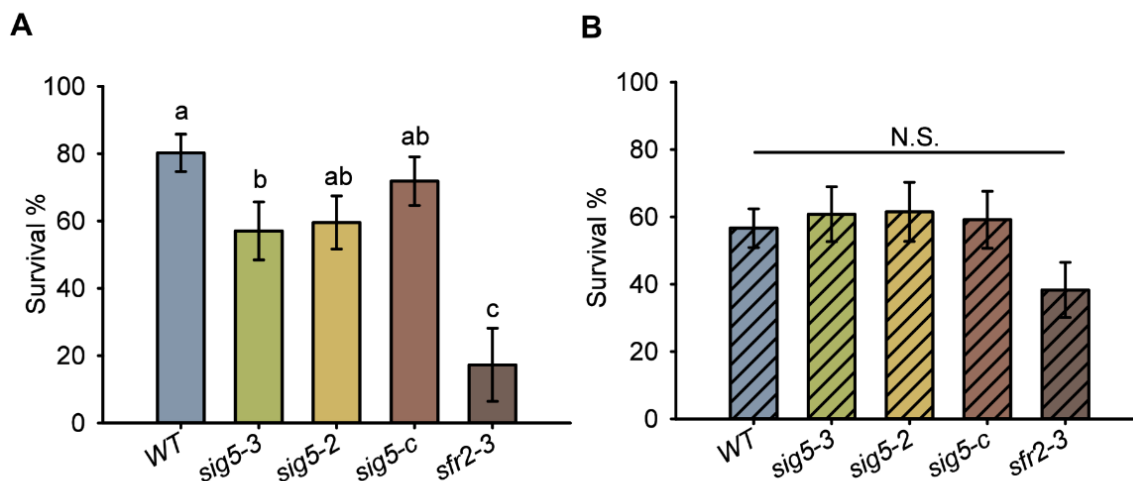 A
Survival %
100
80
60
40
20
0
a
b
ab
ab
c
WT
sig5-3
sig5-2
sig5-c
sfr2-3
B
Survival %
100
80
60
40
20
0
N.S.
WT
sig5-3
sig5-2
sig5-c
sfr2-3